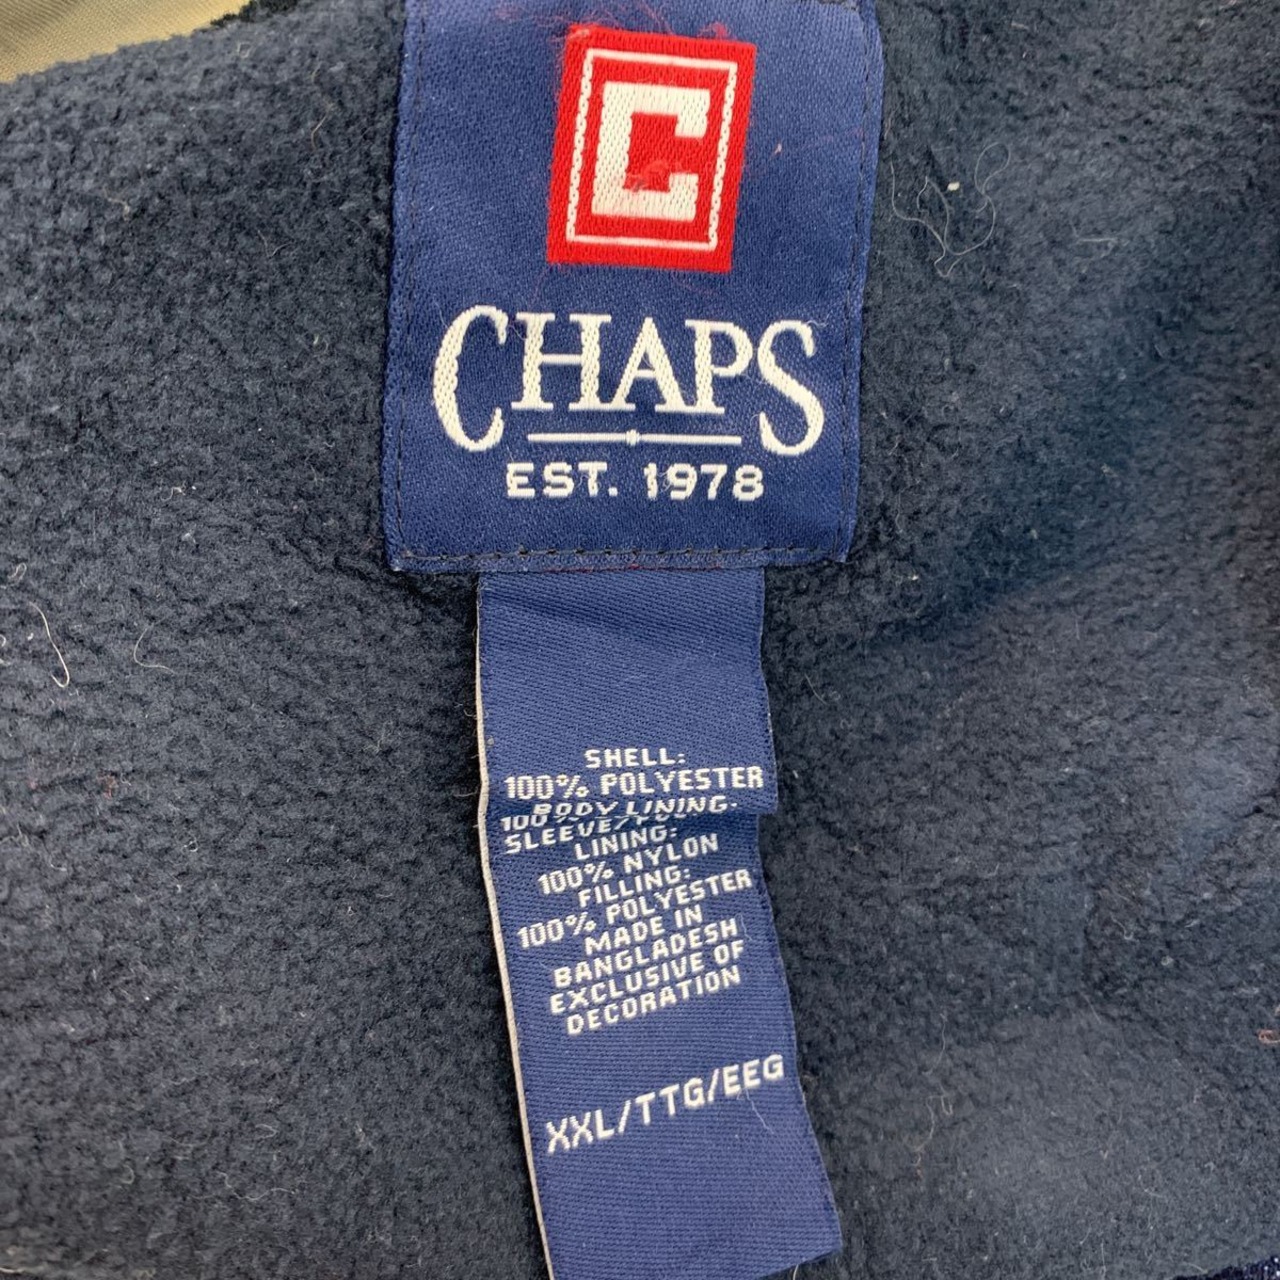 C
CHAPS
EST. 1978
SHELL:
100% POLYESTER
BODY LINING:
100%
SLEEVE/
LINING:
100% NYLON
FILLING:
100% POLYESTER
MADE IN
BANGLADESH
EXCLUSIVE OF
DECORATION
XXL/TTG/EEG